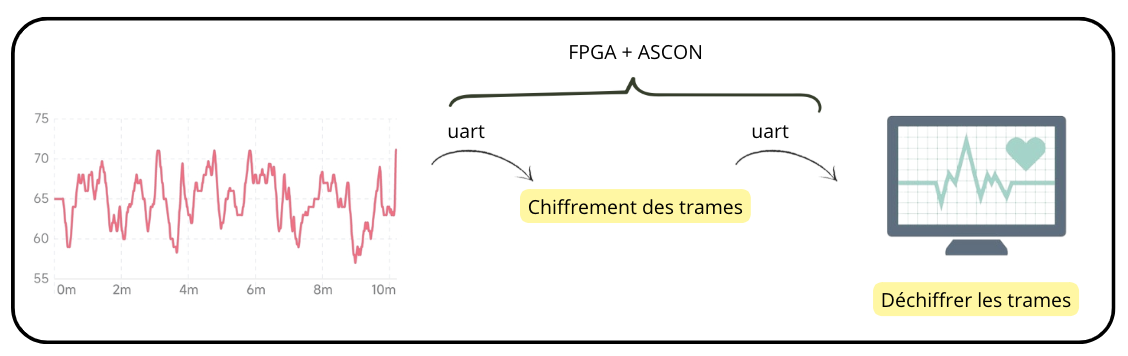 FPGA + ASCON
uart
uart
75
70
65
60
55
0m 2m 4m 6m 8m 10m
Chiffrement des trames
Déchiffrer les trames